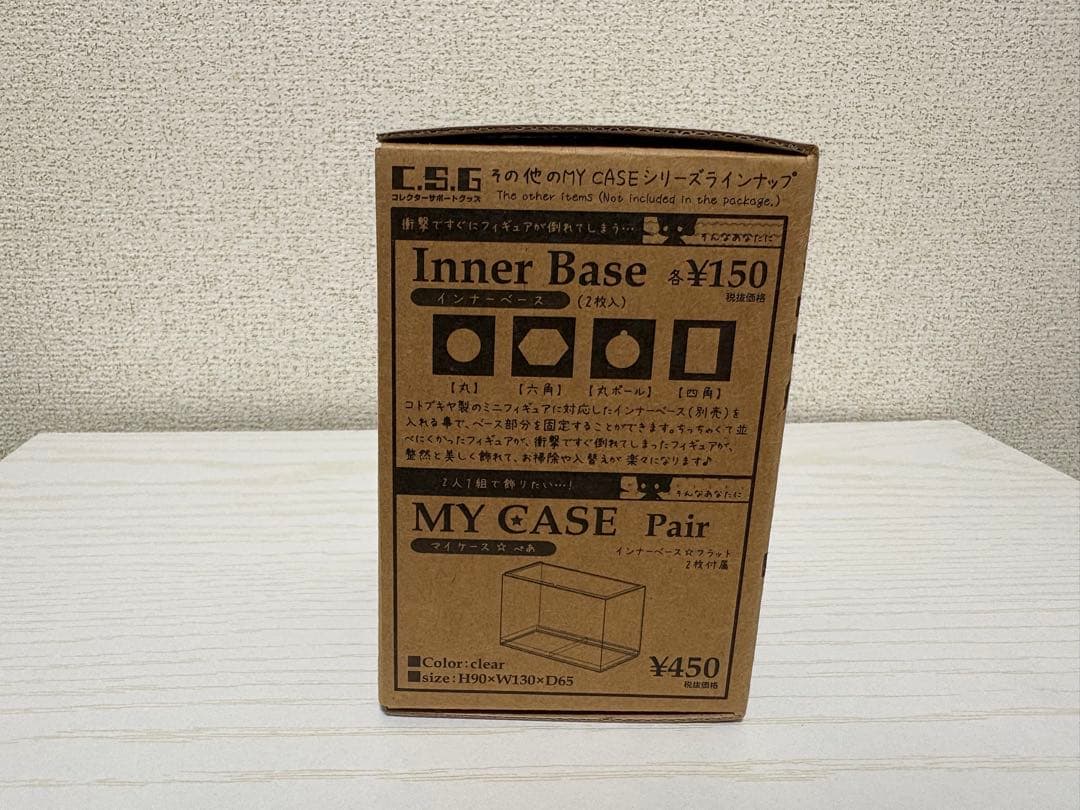 C.S.G その他のMY CASEシリーズラインナップ
コレクターサポートグッズ The other items (Not included in the package.)
衝撃ですぐにフィギュアが倒れてしまう… そんなあなたに
Inner Base 各¥150
インナーベース (2枚入) 税抜価格
【丸】 【六角】 【丸ボール】 【四角】
コトブキヤ製のミニフィギュアに対応したインナーベース(別売)を
入れる事で、ベース部分を固定することができます。ちっちゃくて並
べにくかったフィギュアが、衝撃ですぐ倒れてしまったフィギュアが、
整然と美しく飾れて、お掃除や入替えが楽々になります♪
2人1組で飾りたい…! そんなあなたに
MY CASE Pair
マイケース☆ぺあ インナーベース☆フラット
2枚付属
■Color:clear
■size:H90×W130×D65
¥450
税抜価格